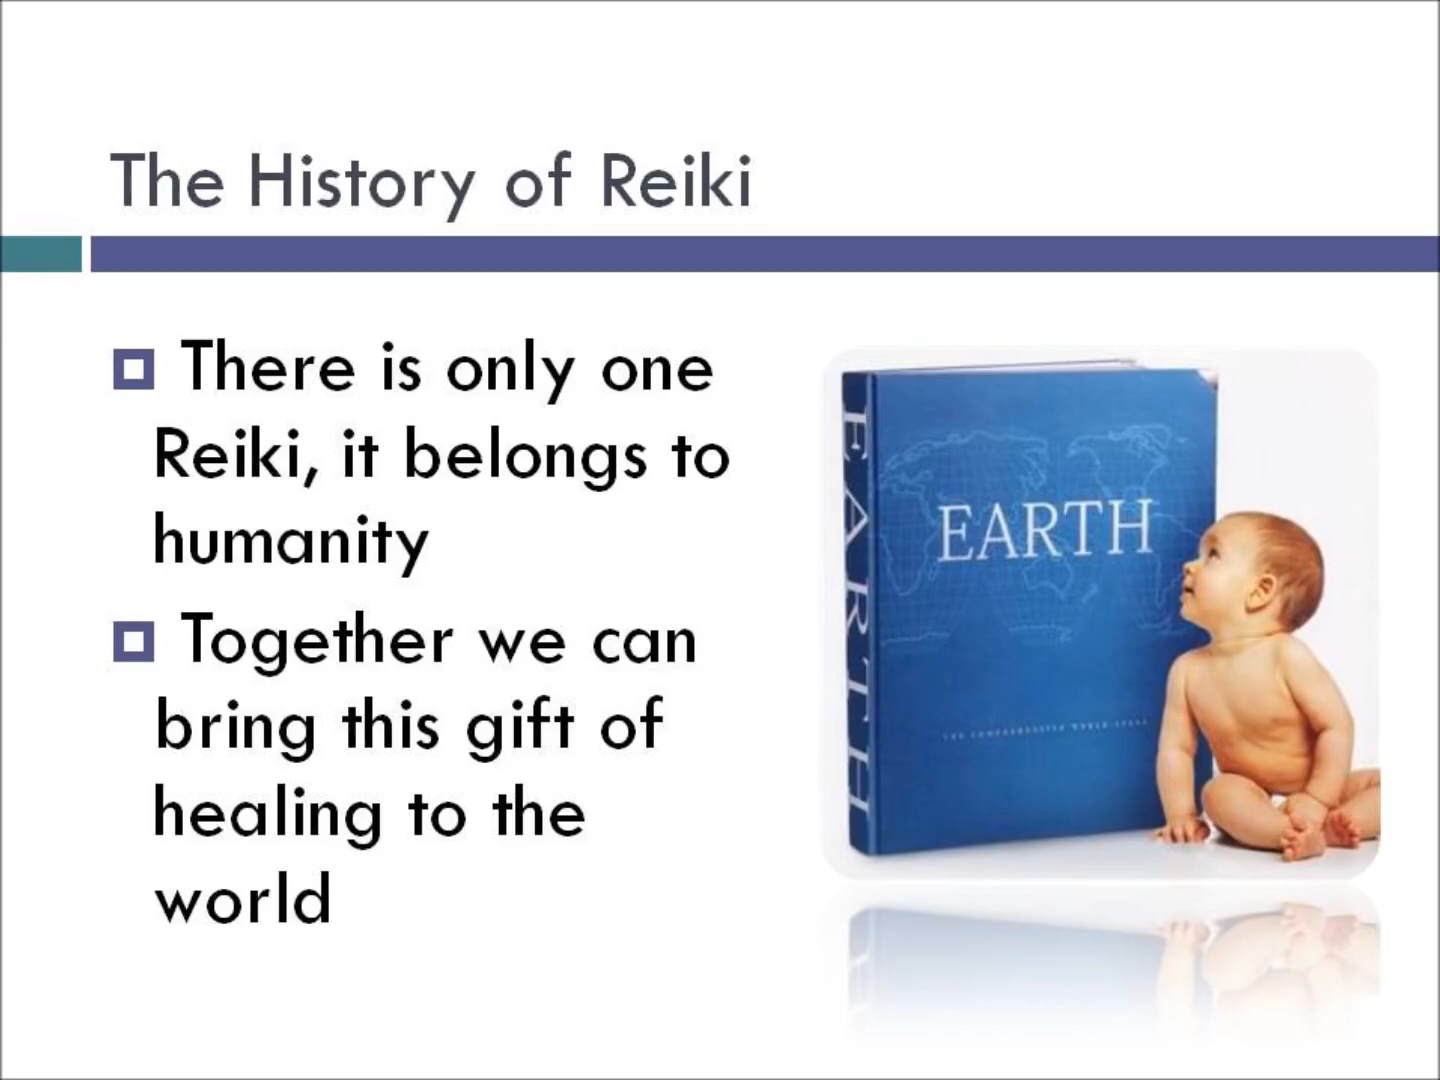 The History of Reiki
There is only one
Reiki, it belongs to
humanity
Together we can
bring this gift of
healing to the
world
EARTH
EARTH